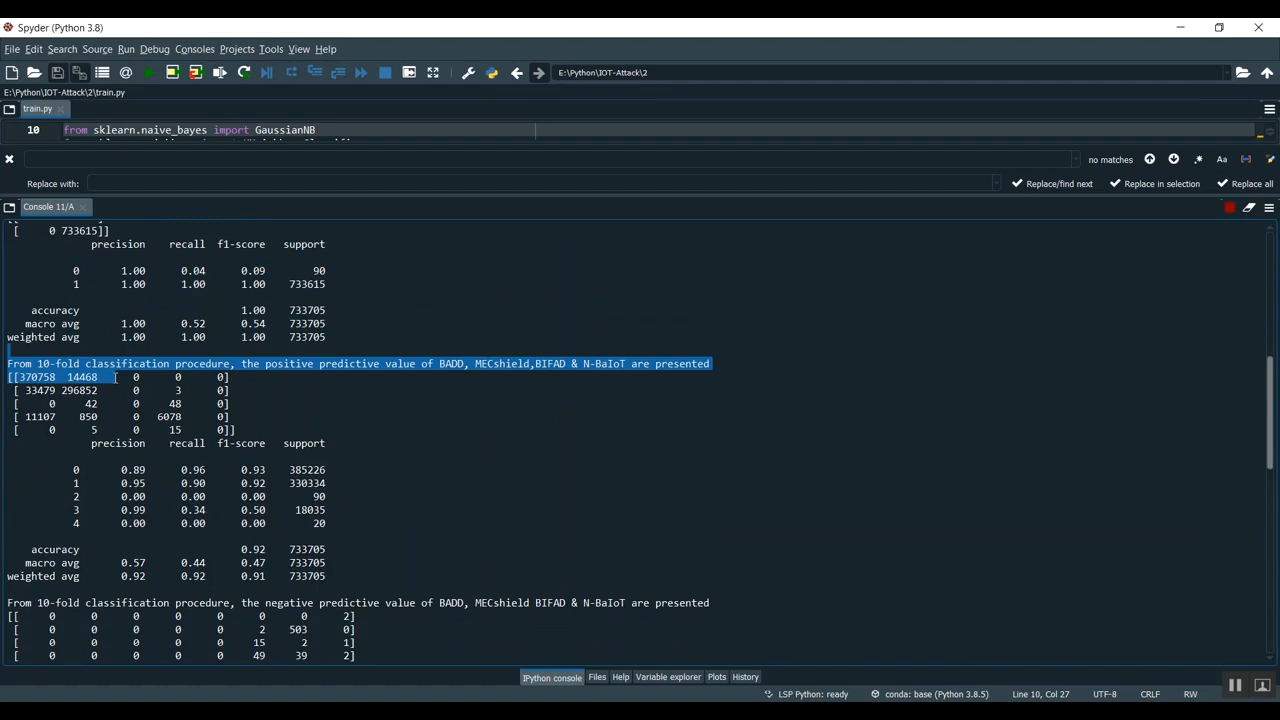 Spyder (Python 3.8)
File Edit Search Source Run Debug Consoles Projects Tools View Help
E:\Python\IOT-Attack\2
E:\Python\IOT-Attack\2\train.py
train.py
10 from sklearn.naive_bayes import GaussianNB
no matches
Aa
Replace with:
Replace/find next Replace in selection Replace all
Console 11/A
[ 0 733615]]
precision recall f1-score support
0 1.00 0.04 0.09 90
1 1.00 1.00 1.00 733615
accuracy 1.00 733705
macro avg 1.00 0.52 0.54 733705
weighted avg 1.00 1.00 1.00 733705
From 10-fold classification procedure, the positive predictive value of BADD, MECshield,BIFAD & N-BaIoT are presented
[[370758 14468 0 0 0]
[ 33479 296852 0 3 0]
[ 0 42 0 48 0]
[ 11107 850 0 6078 0]
[ 0 5 0 15 0]]
precision recall f1-score support
0 0.89 0.96 0.93 385226
1 0.95 0.90 0.92 330334
2 0.00 0.00 0.00 90
3 0.99 0.34 0.50 18035
4 0.00 0.00 0.00 20
accuracy 0.92 733705
macro avg 0.57 0.44 0.47 733705
weighted avg 0.92 0.92 0.91 733705
From 10-fold classification procedure, the negative predictive value of BADD, MECshield BIFAD & N-BaIoT are presented
[[ 0 0 0 0 0 0 2]
[ 0 0 0 0 2 503 0]
[ 0 0 0 0 15 2 1]
[ 0 0 0 0 49 39 2]
IPython console Files Help Variable explorer Plots History
LSP Python: ready conda: base (Python 3.8.5) Line 10, Col 27 UTF-8 CRLF RW